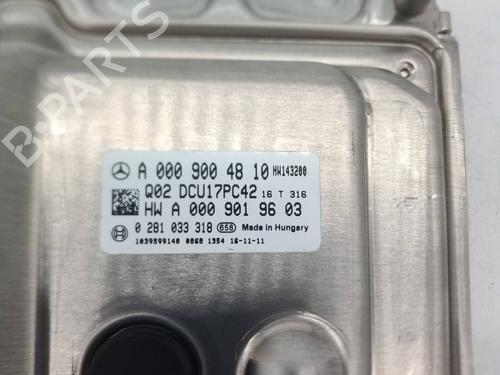 A 000 900 48 10 HW143200
Q02 DCU17PC42 16 T 316
HW A 000 901 96 03
0 281 033 318 658 Made in Hungary
1039S99140 0868 1354 16-11-11
B-PARTS
B-PARTS